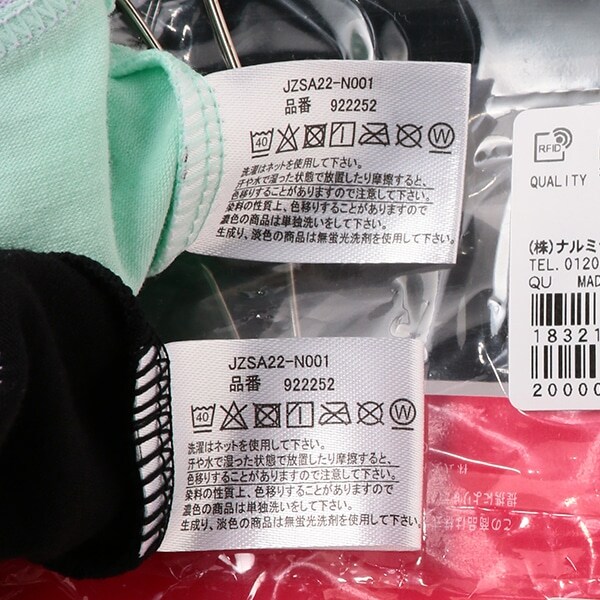 JZSA22-N001
品番 922252
40
W
洗濯はネットを使用して下さい。
汗や水で湿った状態で放置したり摩擦すると、
色移りすることがありますので注意して下さい。
染料の性質上、色移りすることがありますので
濃色の商品は単独洗いをして下さい。
生成り、淡色の商品は無蛍光洗剤を使用して下さい。
JZSA22-N001
品番 922252
40
W
洗濯はネットを使用して下さい。
汗や水で湿った状態で放置したり摩擦すると、
色移りすることがありますので注意して下さい。
染料の性質上、色移りすることがありますので
濃色の商品は単独洗いをして下さい。
生成り、淡色の商品は無蛍光洗剤を使用して下さい。
RFID
QUALITY
(株)ナルミ
TEL. 0120
QU MAD
18321
20000
この商品は